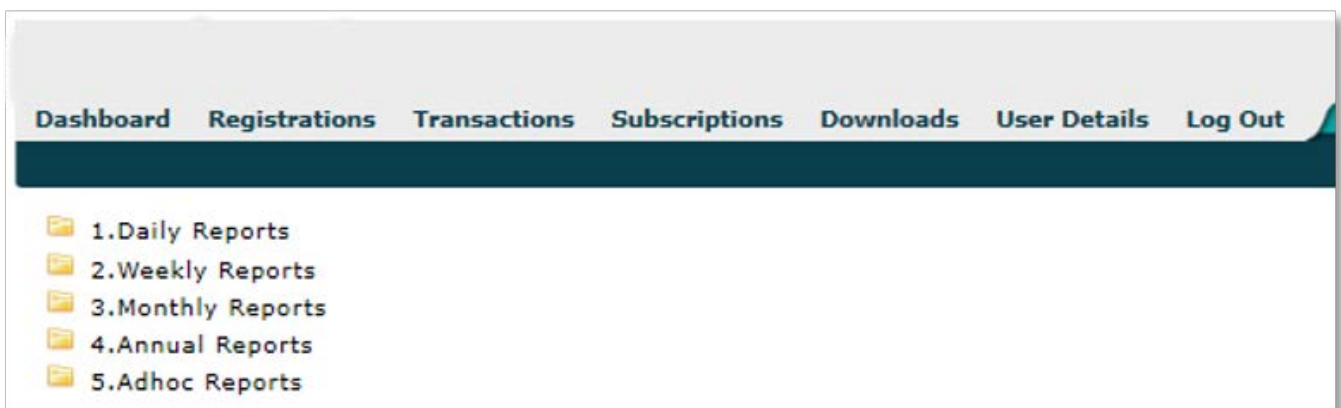 Dashboard Registrations Transactions Subscriptions Downloads User Details Log Out
1.Daily Reports
2.Weekly Reports
3.Monthly Reports
4.Annual Reports
5.Adhoc Reports